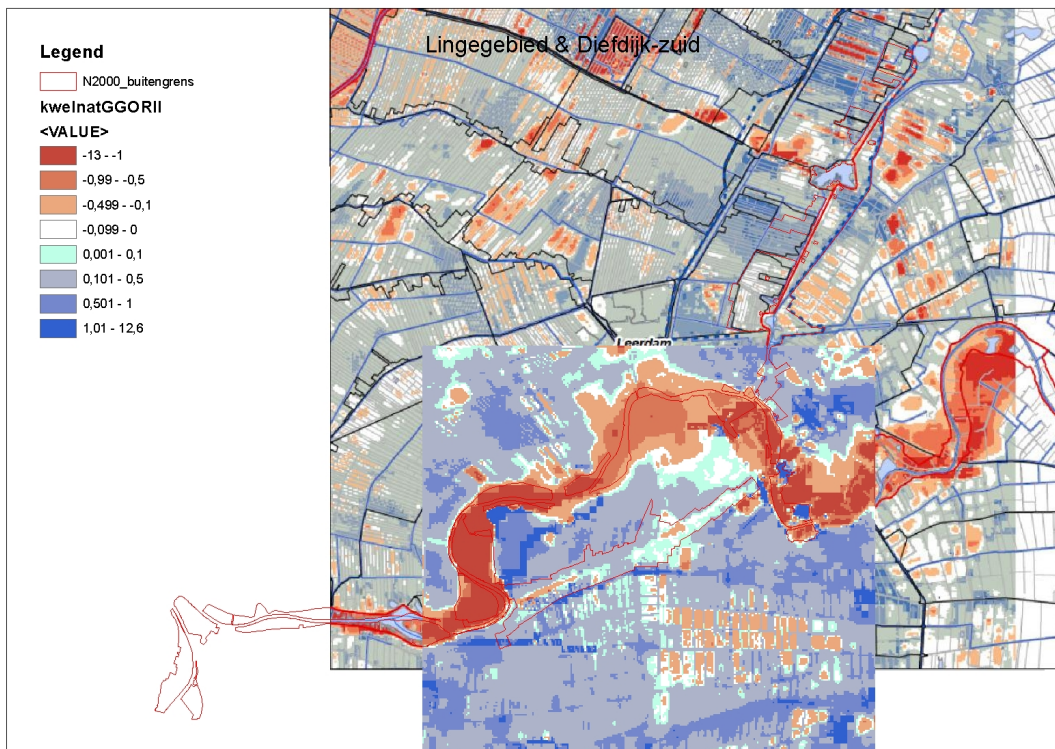 Lingegebied & Diefdijk-zuid
Legend
N2000_buitengrens
kwelnatGGORII
<VALUE>
-13 - -1
-0,99 - -0,5
-0,499 - -0,1
-0,099 - 0
0,001 - 0,1
0,101 - 0,5
0,501 - 1
1,01 - 12,6
Leerdam